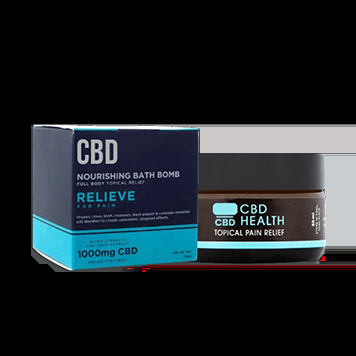 CBD
NOURISHING BATH BOMB
FULL BODY TOPICAL RELIEF
RELIEVE
FOR PAIN
1000mg CBD
CBD
CBD
HEALTH
TOPICAL PAIN RELIEF